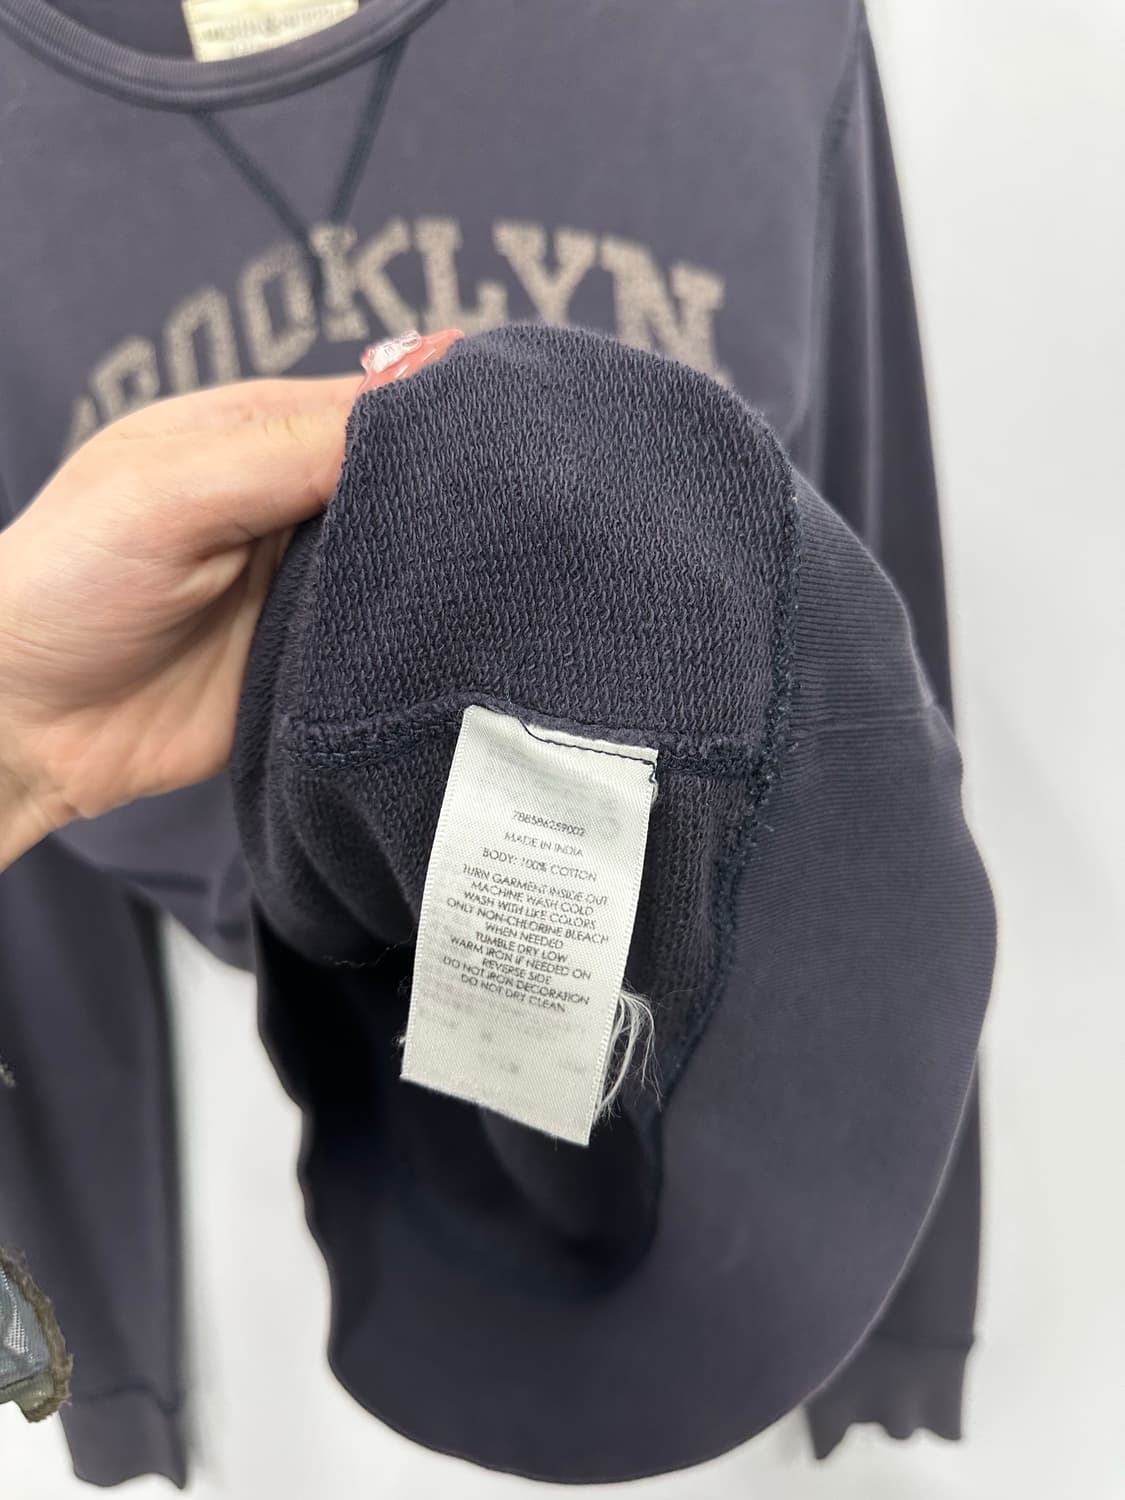 BROOKLYN
788586259002
MADE IN INDIA
BODY: 100% COTTON
TURN GARMENT INSIDE OUT
MACHINE WASH COLD
WASH WITH LIKE COLORS
ONLY NON-CHLORINE BLEACH
WHEN NEEDED
TUMBLE DRY LOW
WARM IRON IF NEEDED ON
REVERSE SIDE
DO NOT IRON DECORATION
DO NOT DRY CLEAN